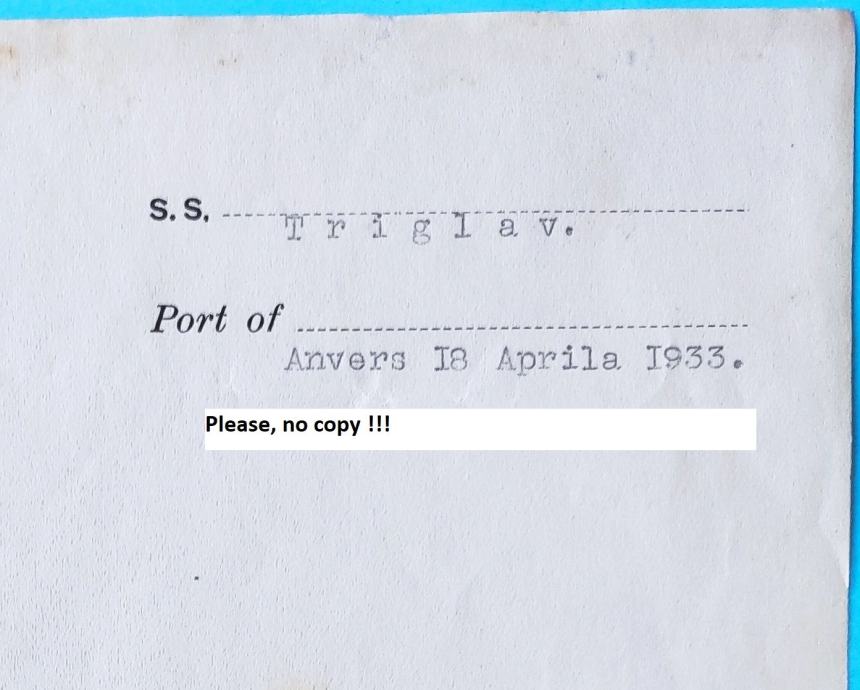 S.S. Triglav.
Port of
Anvers I8 Aprila I933.
Please, no copy !!!